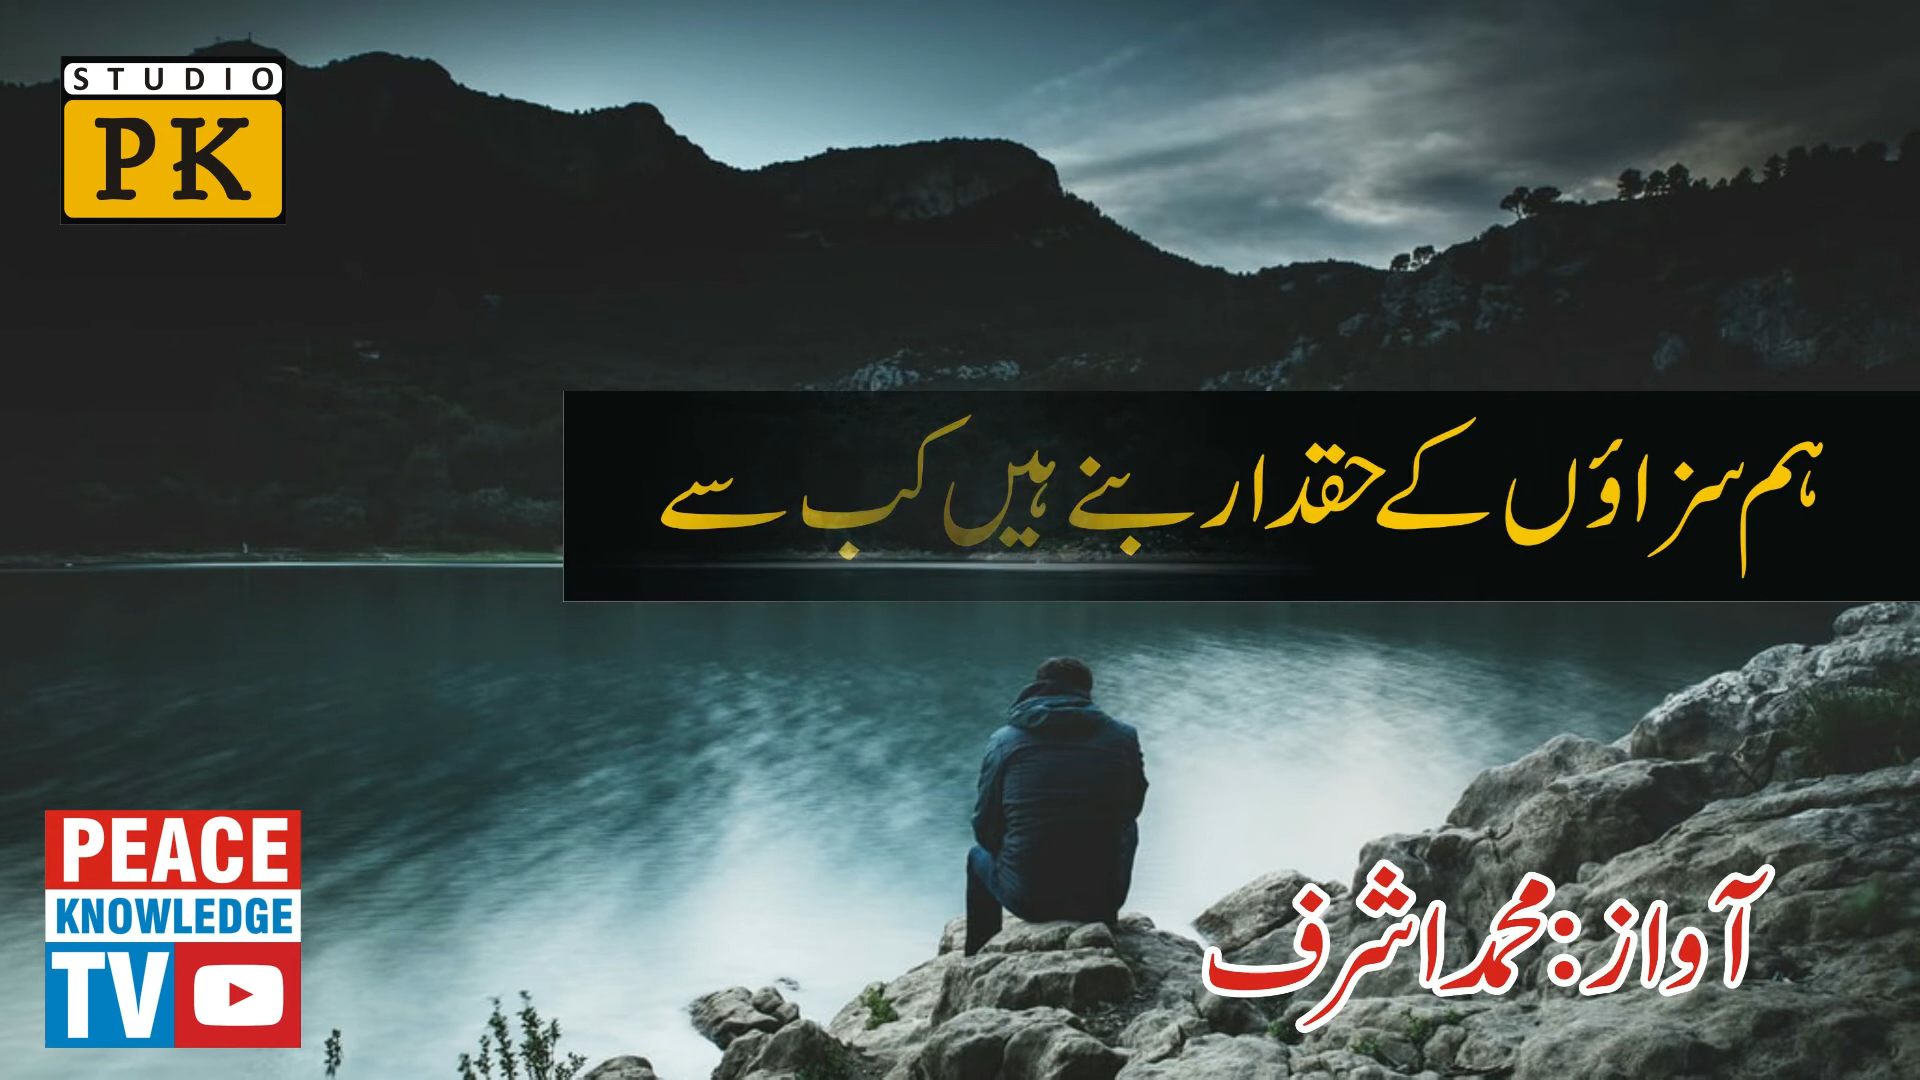 STUDIO
PK
ہم سزاؤں کے حقدار بنے ہیں کب سے
PEACE
KNOWLEDGE
TV
آواز: محمد اشرف